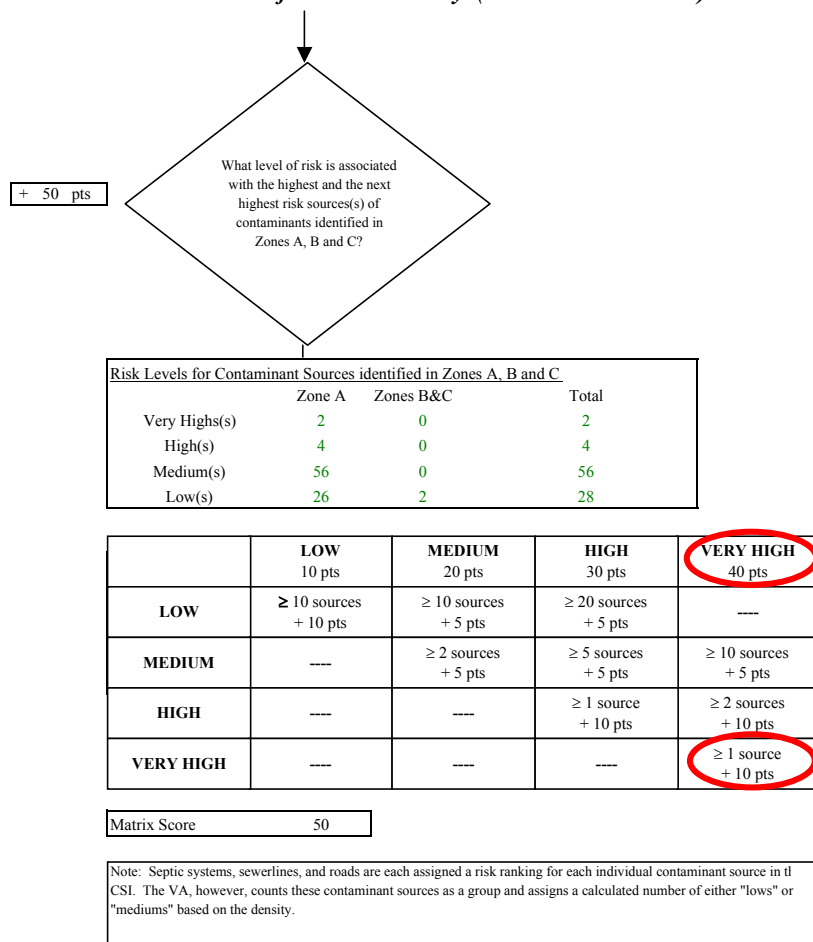 + 50 pts
What level of risk is associated
with the highest and the next
highest risk sources(s) of
contaminants identified in
Zones A, B and C?
Risk Levels for Contaminant Sources identified in Zones A, B and C
Zone A Zones B&C Total
Very Highs(s) 2 0 2
High(s) 4 0 4
Medium(s) 56 0 56
Low(s) 26 2 28
LOW MEDIUM HIGH VERY HIGH
10 pts 20 pts 30 pts 40 pts
LOW ≥ 10 sources + 10 pts ≥ 10 sources + 5 pts ≥ 20 sources + 5 pts ----
MEDIUM ---- ≥ 2 sources + 5 pts ≥ 5 sources + 5 pts ≥ 10 sources + 5 pts
HIGH ---- ---- ≥ 1 source + 10 pts ≥ 2 sources + 10 pts
VERY HIGH ---- ---- ---- ≥ 1 source + 10 pts
Matrix Score 50
Note: Septic systems, sewerlines, and roads are each assigned a risk ranking for each individual contaminant source in
CSI. The VA, however, counts these contaminant sources as a group and assigns a calculated number of either "lows" or
"mediums" based on the density.